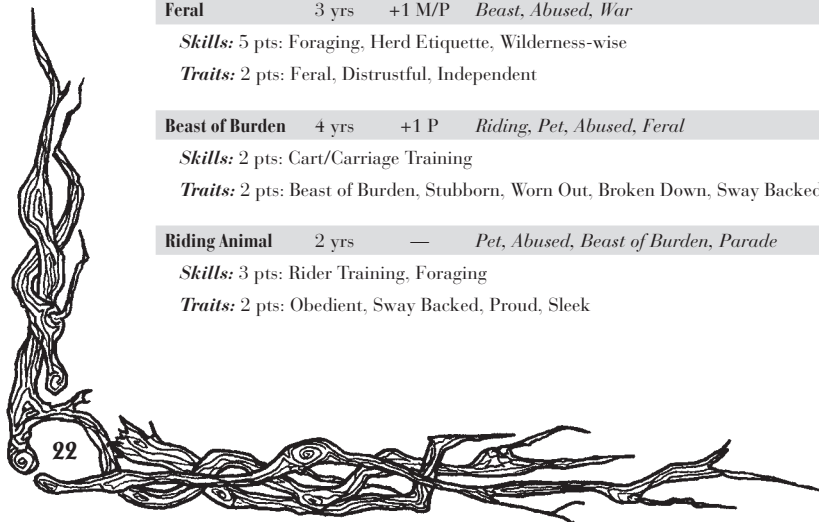 Feral 3 yrs +1 M/P Beast, Abused, War
Skills: 5 pts: Foraging, Herd Etiquette, Wilderness-wise
Traits: 2 pts: Feral, Distrustful, Independent
Beast of Burden 4 yrs +1 P Riding, Pet, Abused, Feral
Skills: 2 pts: Cart/Carriage Training
Traits: 2 pts: Beast of Burden, Stubborn, Worn Out, Broken Down, Sway Backed
Riding Animal 2 yrs — Pet, Abused, Beast of Burden, Parade
Skills: 3 pts: Rider Training, Foraging
Traits: 2 pts: Obedient, Sway Backed, Proud, Sleek
22